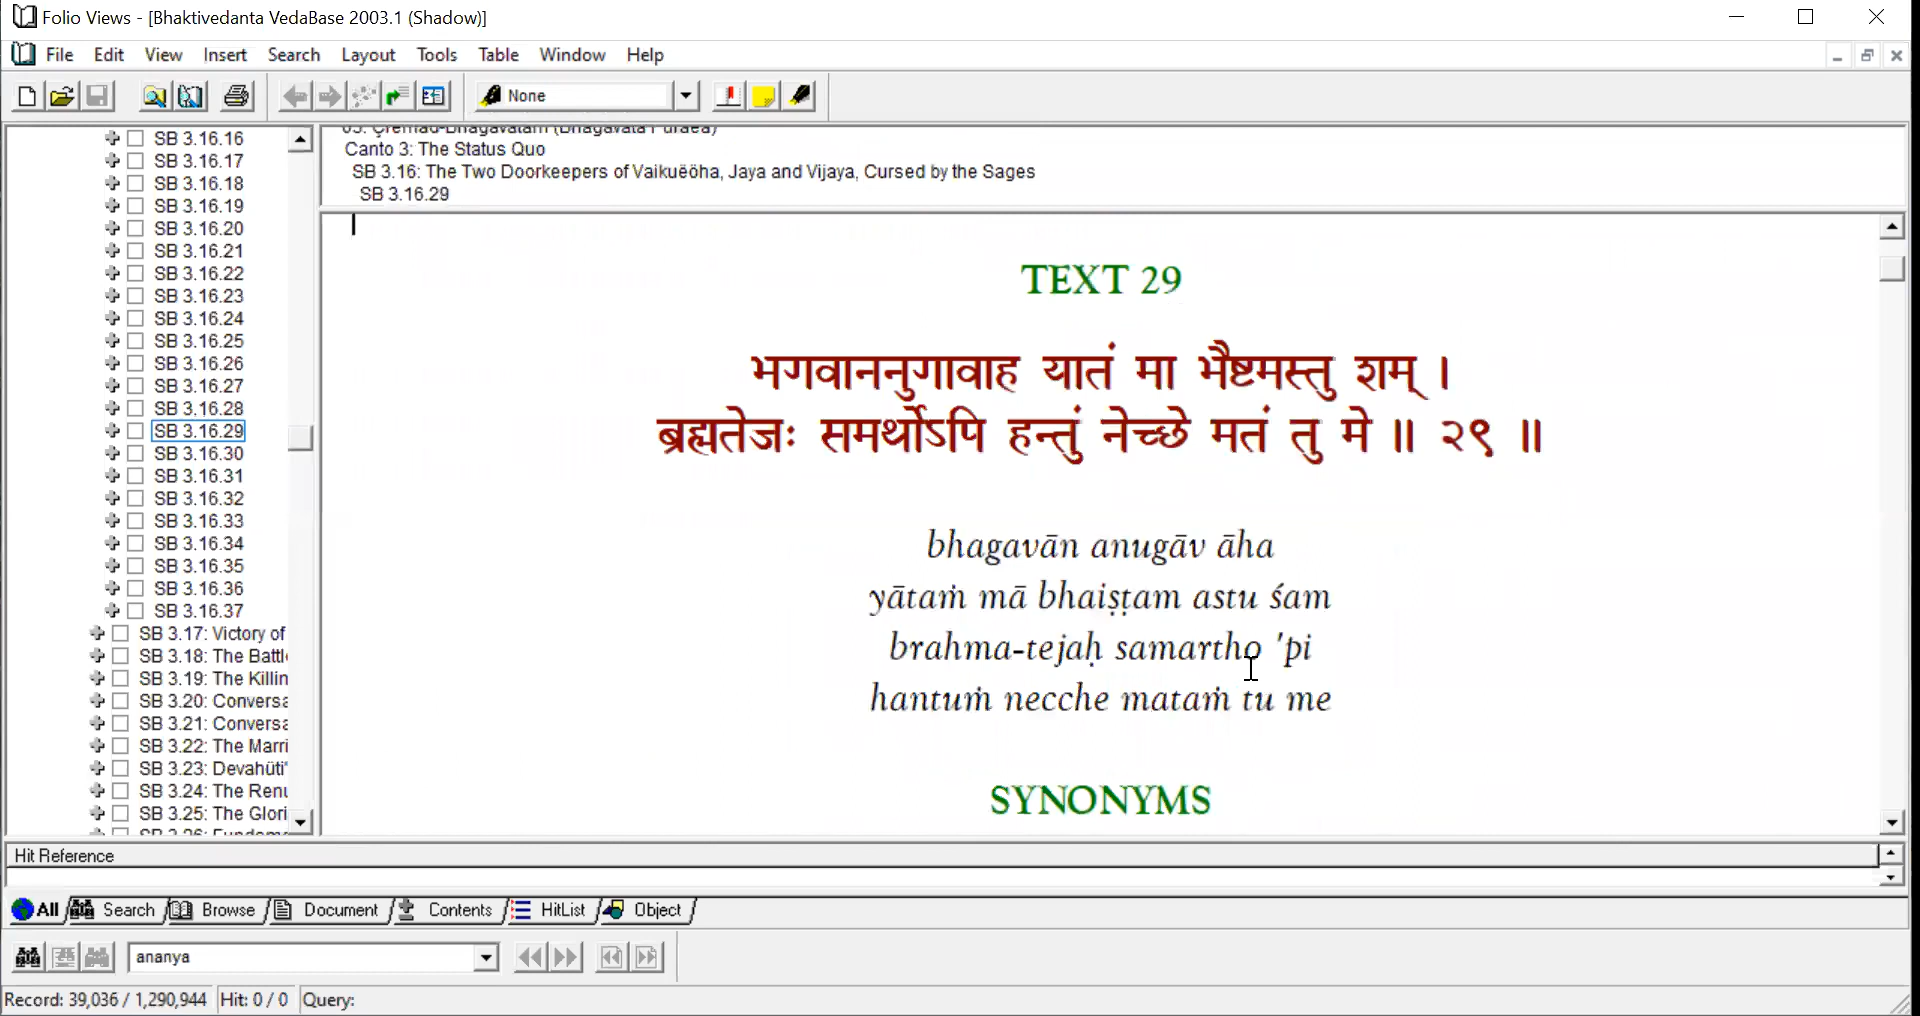 Folio Views - [Bhaktivedanta VedaBase 2003.1 (Shadow)]
File Edit View Insert Search Layout Tools Table Window Help
None
SB 3.16.16
SB 3.16.17
SB 3.16.18
SB 3.16.19
SB 3.16.20
SB 3.16.21
SB 3.16.22
SB 3.16.23
SB 3.16.24
SB 3.16.25
SB 3.16.26
SB 3.16.27
SB 3.16.28
SB 3.16.29
SB 3.16.30
SB 3.16.31
SB 3.16.32
SB 3.16.33
SB 3.16.34
SB 3.16.35
SB 3.16.36
SB 3.16.37
SB 3.17: Victory of
SB 3.18: The Battl
SB 3.19: The Killin
SB 3.20: Conversa
SB 3.21: Conversa
SB 3.22: The Marri
SB 3.23: Devahüti'
SB 3.24: The Renu
SB 3.25: The Glori
Canto 3: The Status Quo
SB 3.16: The Two Doorkeepers of Vaikuëöha, Jaya and Vijaya, Cursed by the Sages
SB 3.16.29
TEXT 29
भगवाननुगावाह यातं मा भैष्टमस्तु शम् ।
ब्रह्मतेजः समर्थोऽपि हन्तुं नेच्छे मतं तु मे ॥ २९ ॥
bhagavān anugāv āha
yātaṁ mā bhaiṣṭam astu śam
brahma-tejaḥ samartho 'pi
hantuṁ necche mataṁ tu me
SYNONYMS
Hit Reference
All Search Browse Document Contents HitList Object
ananya
Record: 39,036 / 1,290,944 Hit: 0 / 0 Query: